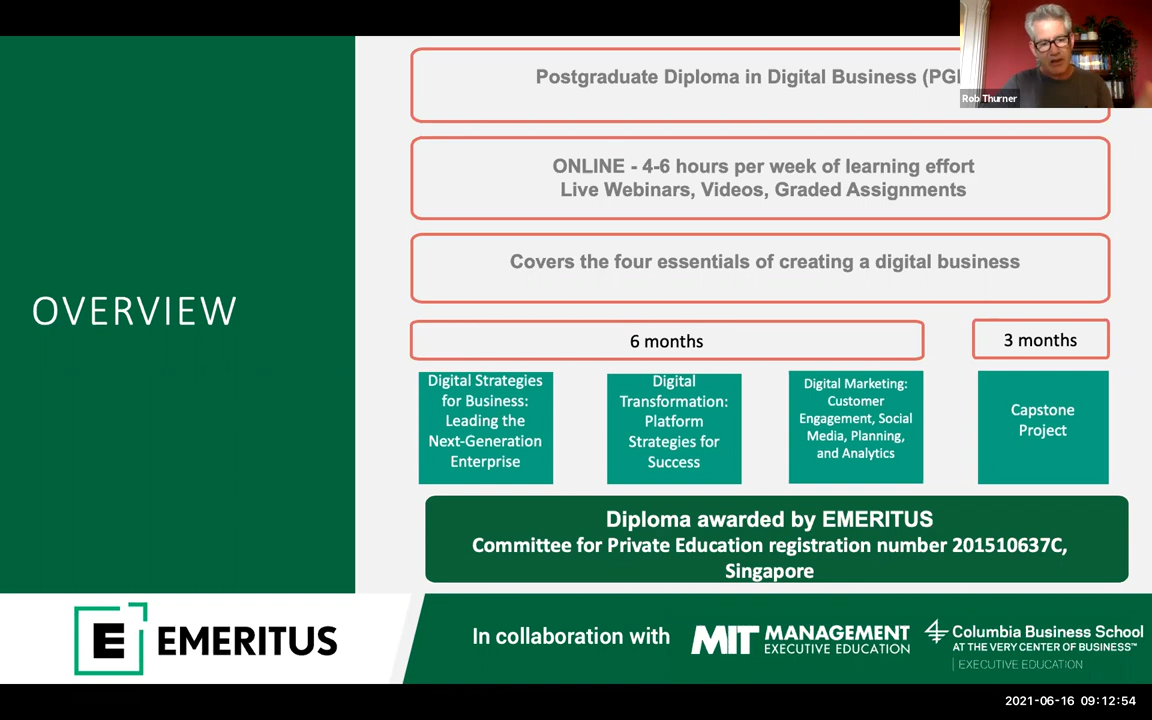 Postgraduate Diploma in Digital Business
Rob Thurner
ONLINE - 4-6 hours per week of learning effort
Live Webinars, Videos, Graded Assignments
Covers the four essentials of creating a digital business
OVERVIEW
6 months
3 months
Digital Strategies
for Business:
Leading the
Next-Generation
Enterprise
Digital
Transformation:
Platform
Strategies for
Success
Digital Marketing:
Customer
Engagement, Social
Media, Planning,
and Analytics
Capstone
Project
Diploma awarded by EMERITUS
Committee for Private Education registration number 201510637C,
Singapore
E EMERITUS
In collaboration with
MIT MANAGEMENT
EXECUTIVE EDUCATION
Columbia Business School
AT THE VERY CENTER OF BUSINESS™
EXECUTIVE EDUCATION
2021-06-16 09:12:54